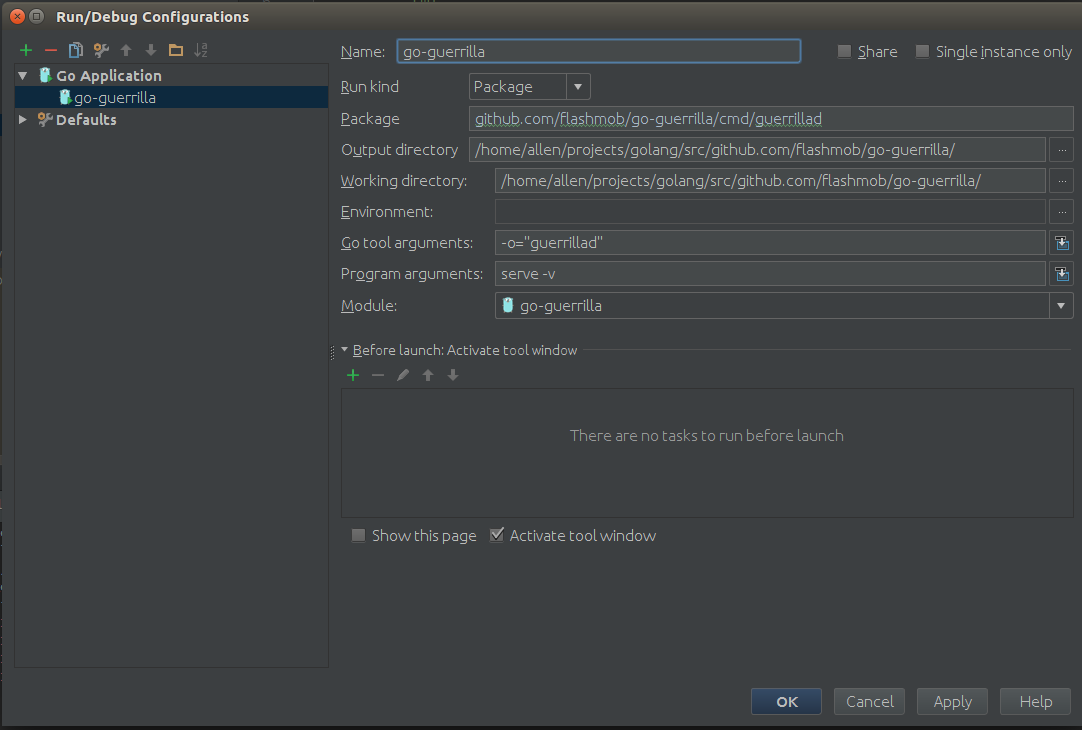 Run/Debug Configurations
Name: go-guerrilla Share Single instance only
Go Application
go-guerrilla
Defaults
Run kind Package
Package github.com/flashmob/go-guerrilla/cmd/guerrillad
Output directory /home/allen/projects/golang/src/github.com/flashmob/go-guerrilla/ ...
Working directory: /home/allen/projects/golang/src/github.com/flashmob/go-guerrilla/ ...
Environment: ...
Go tool arguments: -o="guerrillad"
Program arguments: serve -v
Module: go-guerrilla
Before launch: Activate tool window
There are no tasks to run before launch
Show this page Activate tool window
OK Cancel Apply Help